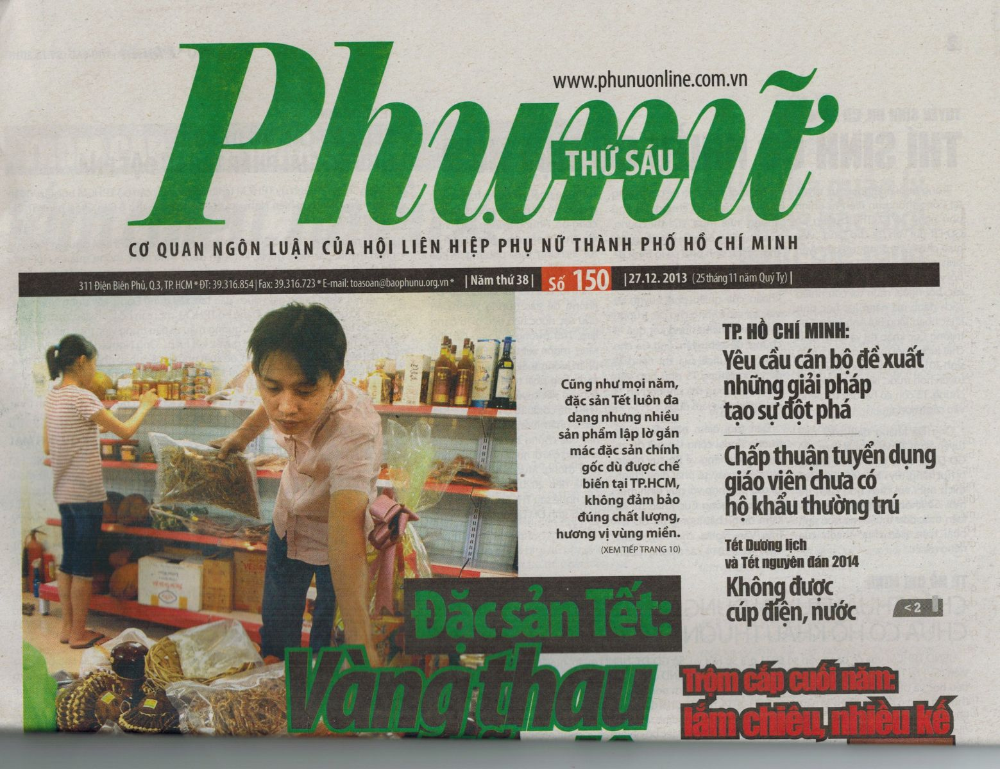 www.phunuonline.com.vn
Phụ nữ
THỨ SÁU
CƠ QUAN NGÔN LUẬN CỦA HỘI LIÊN HIỆP PHỤ NỮ THÀNH PHỐ HỒ CHÍ MINH
311 Điện Biên Phủ, Q.3, TP. HCM * ĐT: 39.316.854 | Fax: 39.316.723 * E-mail: toasoan@baophunu.org.vn * | Năm thứ 38 | Số 150 | 27.12. 2013 (25 tháng 11 năm Quý Tỵ) |
Cũng như mọi năm,
đặc sản Tết luôn đa
dạng nhưng nhiều
sản phẩm lập lờ gắn
mác đặc sản chính
gốc dù được chế
biến tại TP.HCM,
không đảm bảo
đúng chất lượng,
hương vị vùng miền.
(XEM TIẾP TRANG 10)
Đặc sản Tết:
Vàng thau
TP. HỒ CHÍ MINH:
Yêu cầu cán bộ đề xuất
những giải pháp
tạo sự đột phá
Chấp thuận tuyển dụng
giáo viên chưa có
hộ khẩu thường trú
Tết Dương lịch
và Tết nguyên đán 2014
Không được
cúp điện, nước
< 2
Trộm cắp cuối năm:
lắm chiêu, nhiều kế